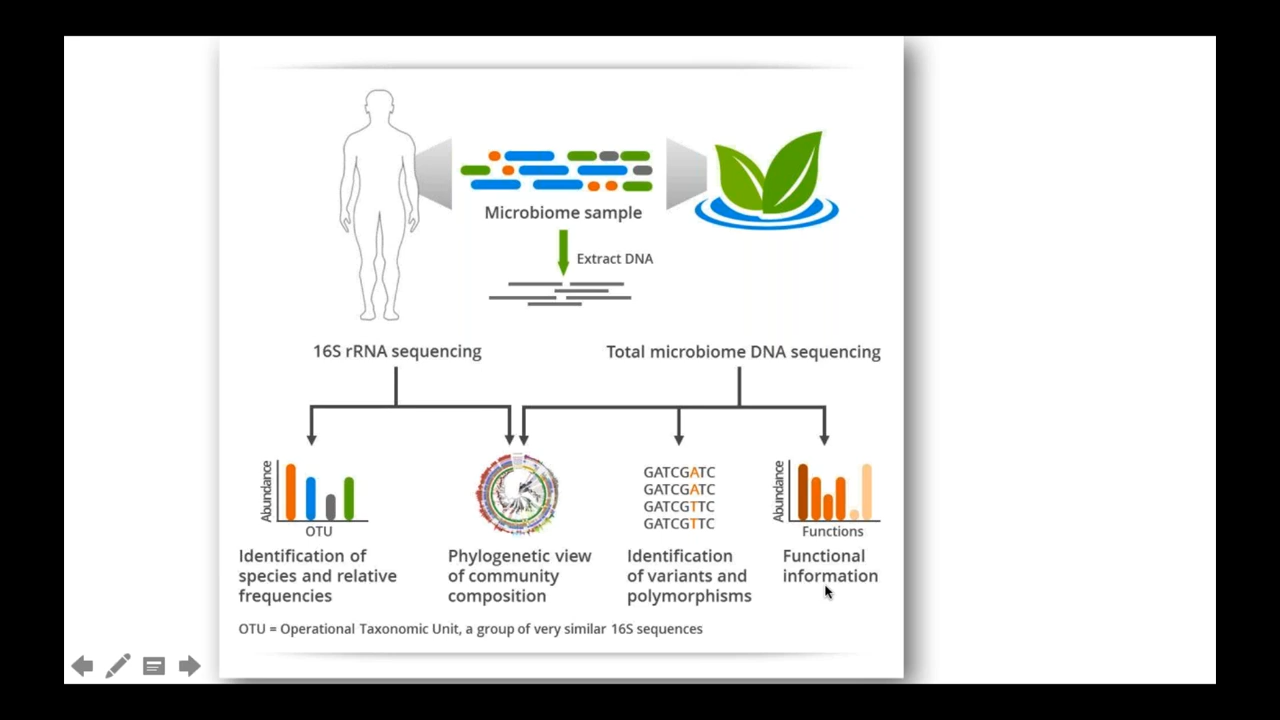 Microbiome sample
Extract DNA
16S rRNA sequencing
Total microbiome DNA sequencing
Abundance
OTU
Identification of
species and relative
frequencies
Phylogenetic view
of community
composition
GATCGATC
GATCGATC
GATCGTTC
GATCGTTC
Identification
of variants and
polymorphisms
Abundance
Functions
Functional
information
OTU = Operational Taxonomic Unit, a group of very similar 16S sequences